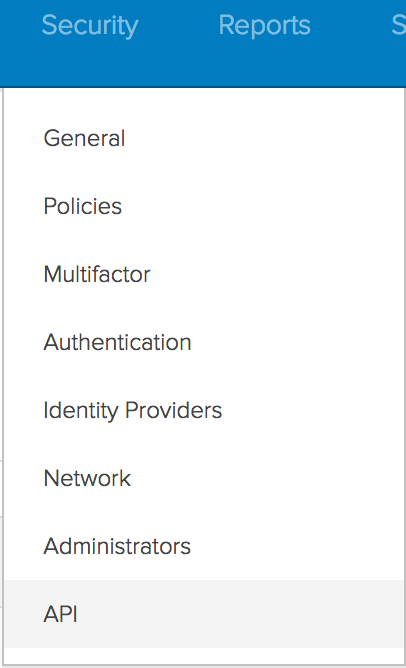 Security Reports S
General
Policies
Multifactor
Authentication
Identity Providers
Network
Administrators
API